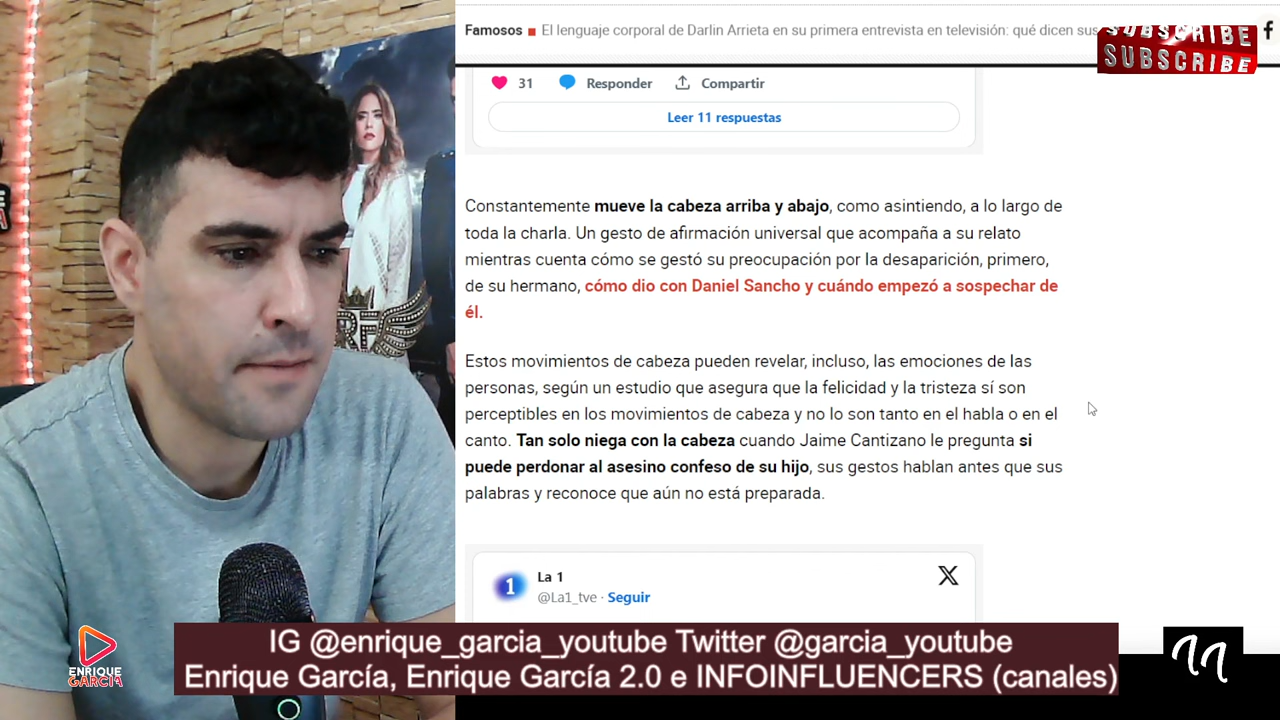 Famosos El lenguaje corporal de Darlin Arrieta en su primera entrevista en televisión: qué dicen sus
SUBSCRIBE
SUBSCRIBE
31 Responder Compartir
Leer 11 respuestas
Constantemente mueve la cabeza arriba y abajo, como asintiendo, a lo largo de
toda la charla. Un gesto de afirmación universal que acompaña a su relato
mientras cuenta cómo se gestó su preocupación por la desaparición, primero,
de su hermano, cómo dio con Daniel Sancho y cuándo empezó a sospechar de
él.
Estos movimientos de cabeza pueden revelar, incluso, las emociones de las
personas, según un estudio que asegura que la felicidad y la tristeza sí son
perceptibles en los movimientos de cabeza y no lo son tanto en el habla o en el
canto. Tan solo niega con la cabeza cuando Jaime Cantizano le pregunta si
puede perdonar al asesino confeso de su hijo, sus gestos hablan antes que sus
palabras y reconoce que aún no está preparada.
1 La 1
@La1_tve · Seguir
IG @enrique_garcia_youtube Twitter @garcia_youtube
Enrique García, Enrique García 2.0 e INFOINFLUENCERS (canales)
ENRIQUE
GARCÍA